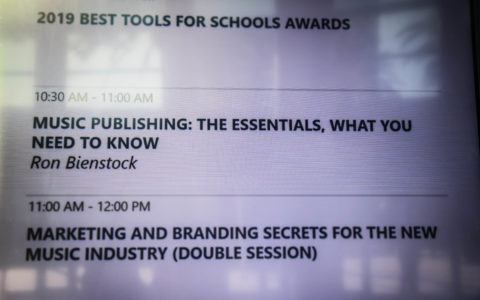 2019 BEST TOOLS FOR SCHOOLS AWARDS
10:30 AM - 11:00 AM
MUSIC PUBLISHING: THE ESSENTIALS, WHAT YOU
NEED TO KNOW
Ron Bienstock
11:00 AM - 12:00 PM
MARKETING AND BRANDING SECRETS FOR THE NEW
MUSIC INDUSTRY (DOUBLE SESSION)